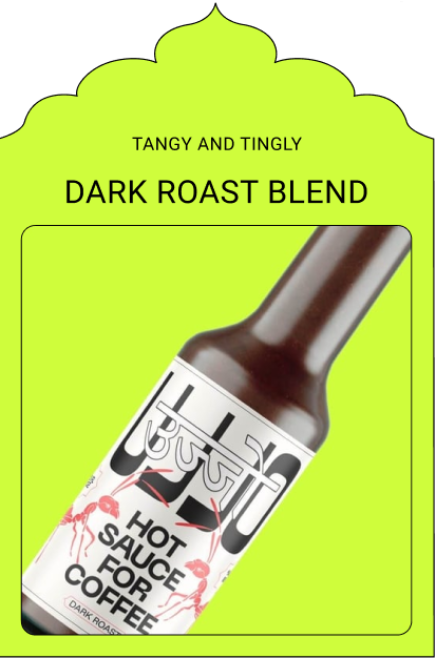 TANGY AND TINGLY
DARK ROAST BLEND
HOT
SAUCE
FOR
COFFEE
DARK ROAST